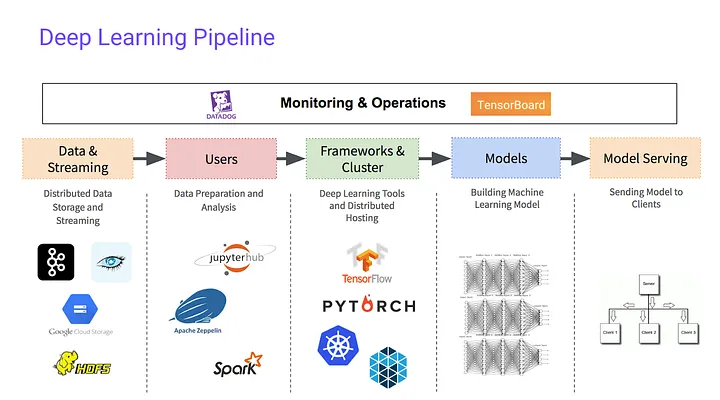 Deep Learning Pipeline
DATADOG
Monitoring & Operations
TensorBoard
Data &
Streaming
Users
Frameworks &
Cluster
Models
Model Serving
Distributed Data
Storage and
Streaming
Data Preparation and
Analysis
Deep Learning Tools
and Distributed
Hosting
Building Machine
Learning Model
Sending Model to
Clients
jupyterhub
TensorFlow
Google Cloud Storage
Apache Zeppelin
PYTORCH
HDFS
Spark
Server
Client 1
Client 2
Client 3